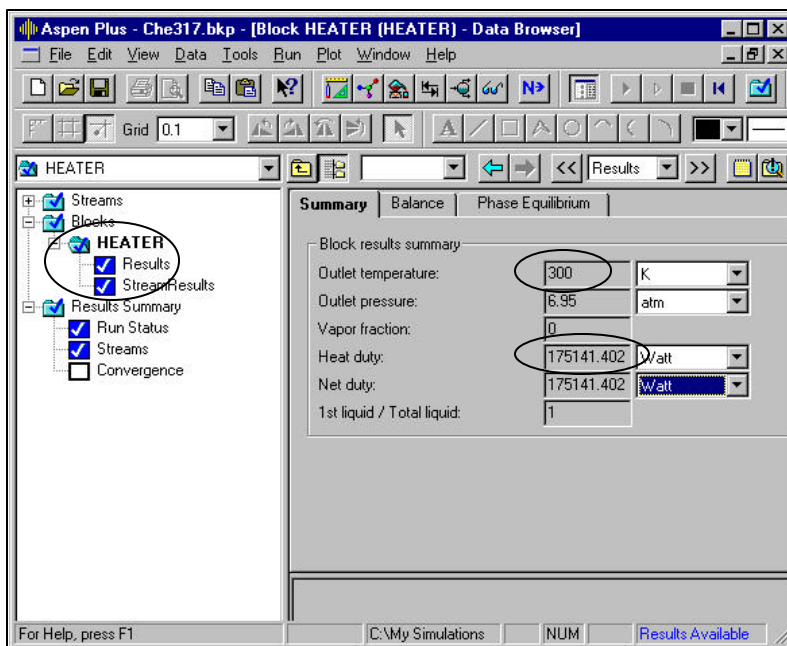 Aspen Plus - Che317.bkp - [Block HEATER (HEATER) - Data Browser]
File Edit View Data Tools Run Plot Window Help
N>
Grid 0.1
A
HEATER << Results >>
Streams
Blocks
HEATER
Results
StreamResults
Results Summary
Run Status
Streams
Convergence
Summary Balance Phase Equilibrium
Block results summary
Outlet temperature: 300 K
Outlet pressure: 6.95 atm
Vapor fraction: 0
Heat duty: 175141.402 Watt
Net duty: 175141.402 Watt
1st liquid / Total liquid: 1
For Help, press F1 C:\My Simulations NUM Results Available